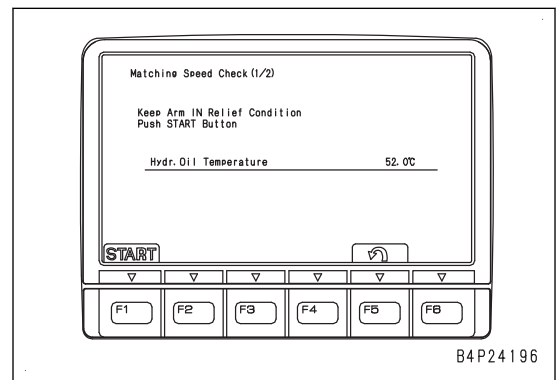 Matching Speed Check (1/2)
Keep Arm IN Relief Condition
Push START Button
Hydr. Oil Temperature 52. 0℃
START
F1 F2 F3 F4 F5 F6
B4P24196